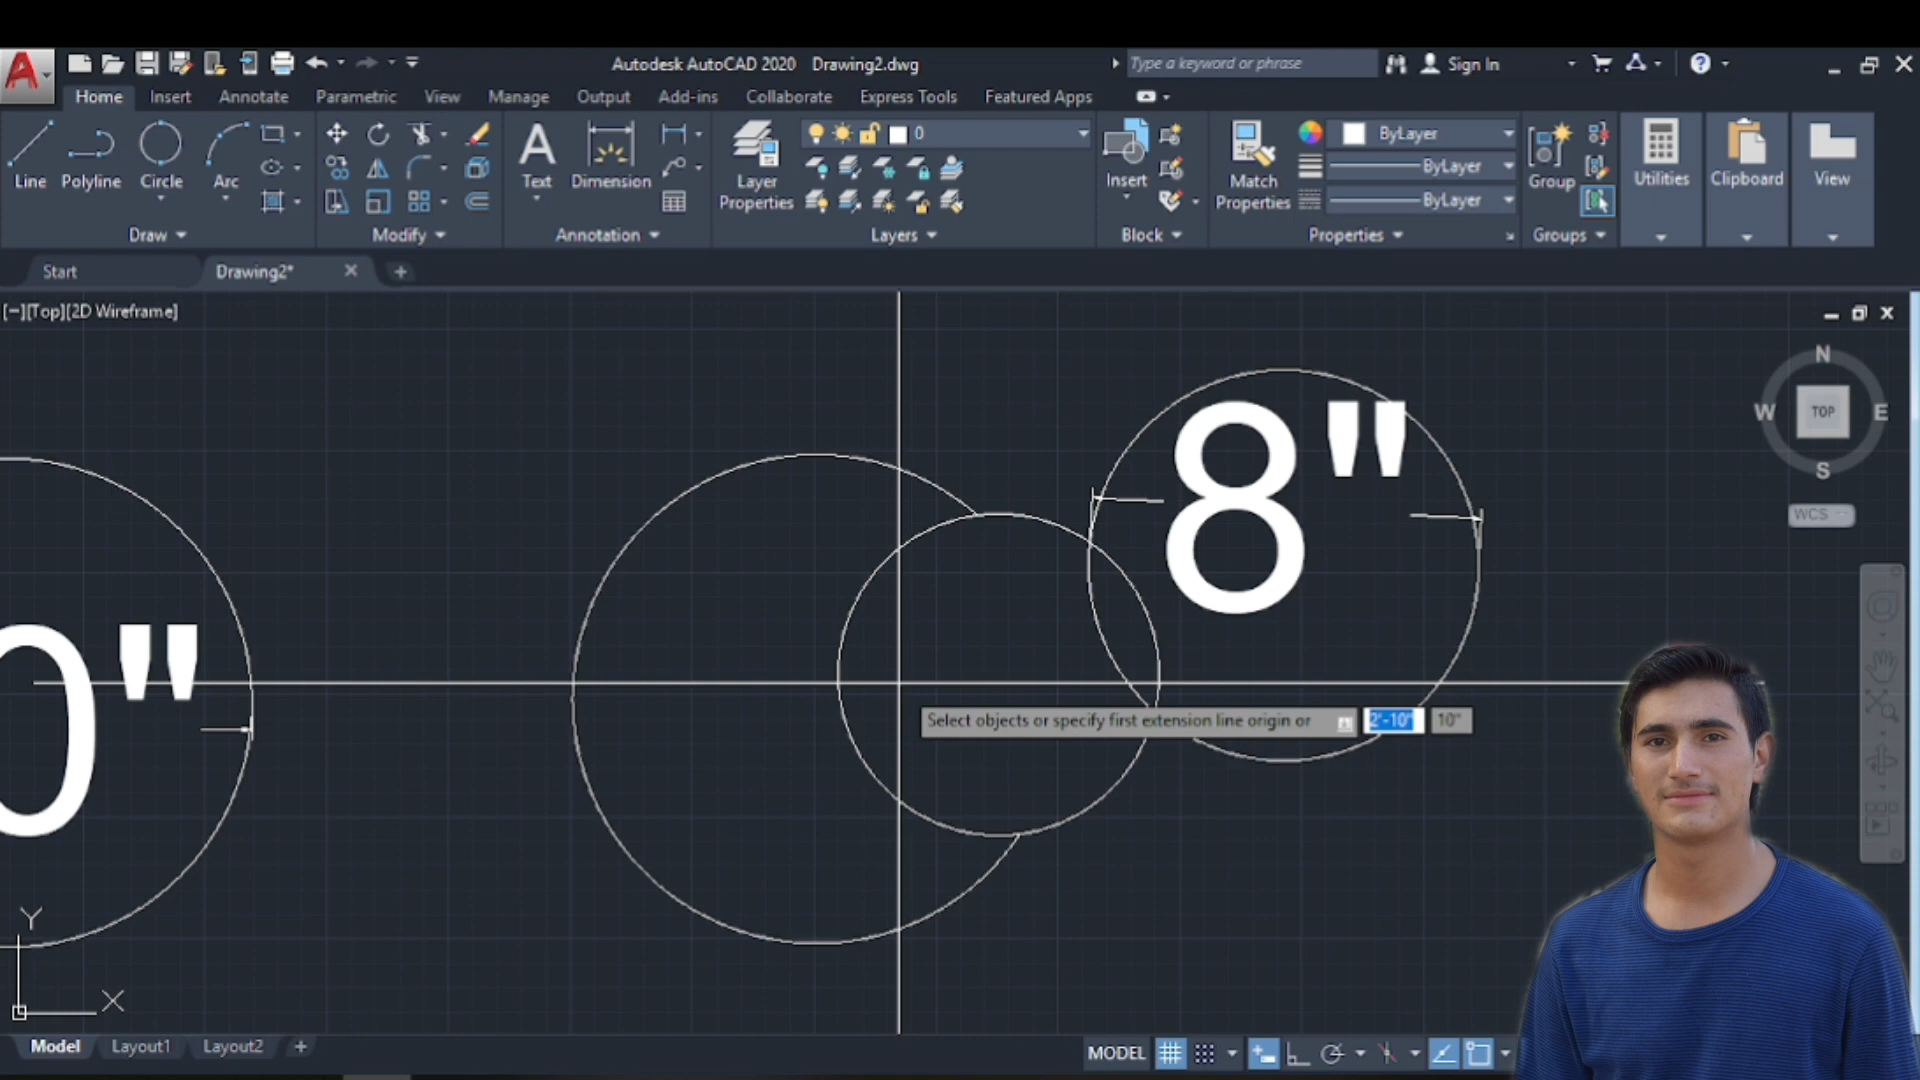 Autodesk AutoCAD 2020 Drawing2.dwg
Type a keyword or phrase
Sign In
Home Insert Annotate Parametric View Manage Output Add-ins Collaborate Express Tools Featured Apps
0
ByLayer
ByLayer
ByLayer
Line Polyline Circle Arc
Text Dimension
Layer Properties
Insert
Match Properties
Group
Utilities
Clipboard
View
Draw
Modify
Annotation
Layers
Block
Properties
Groups
Start
Drawing2*
[−][Top][2D Wireframe]
N
W TOP E
S
WCS
8"
0"
Select objects or specify first extension line origin or 2'-10" 10"
Y
X
Model Layout1 Layout2
MODEL